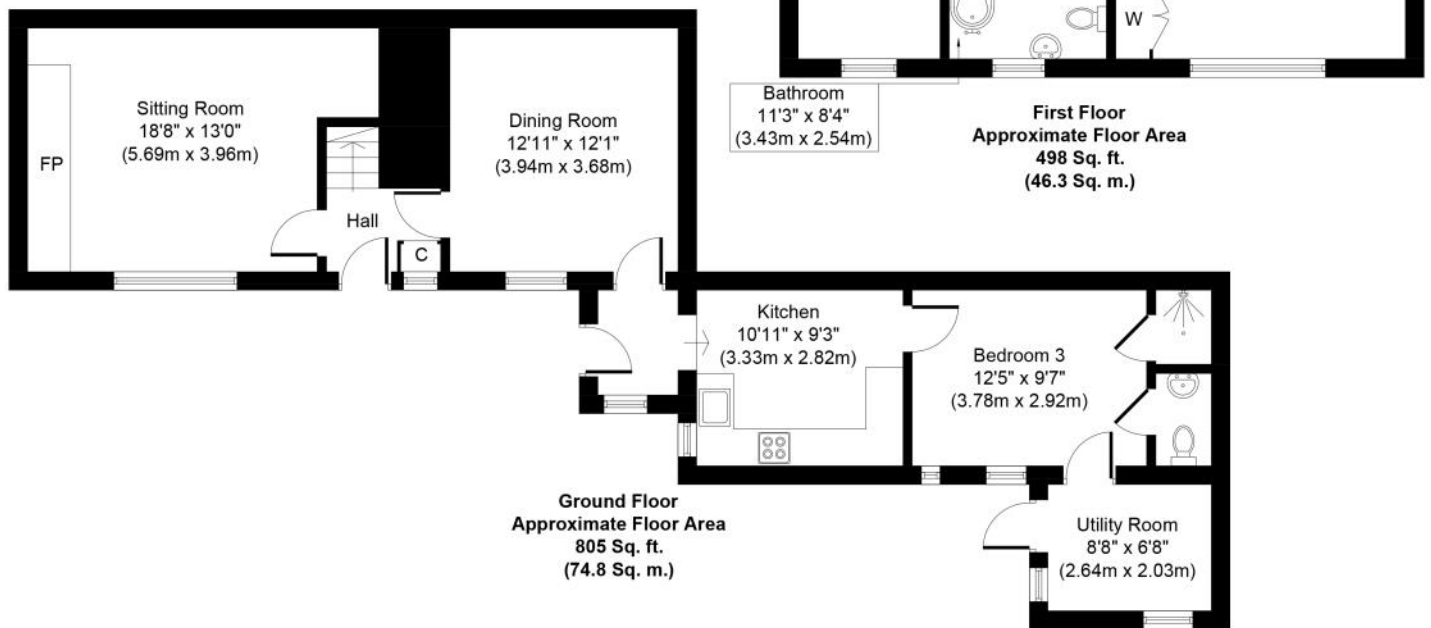 W
Bathroom
11'3" x 8'4"
(3.43m x 2.54m)
First Floor
Approximate Floor Area
498 Sq. ft.
(46.3 Sq. m.)
Sitting Room
18'8" x 13'0"
(5.69m x 3.96m)
FP
Hall
C
Dining Room
12'11" x 12'1"
(3.94m x 3.68m)
Kitchen
10'11" x 9'3"
(3.33m x 2.82m)
Bedroom 3
12'5" x 9'7"
(3.78m x 2.92m)
Utility Room
8'8" x 6'8"
(2.64m x 2.03m)
Ground Floor
Approximate Floor Area
805 Sq. ft.
(74.8 Sq. m.)